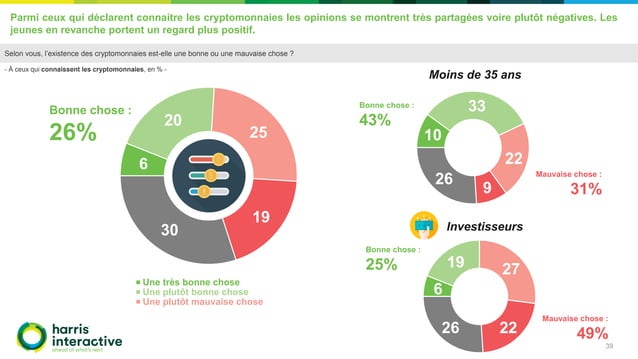 Parmi ceux qui déclarent connaitre les cryptomonnaies les opinions se montrent très partagées voire plutôt négatives. Les
jeunes en revanche portent un regard plus positif.
Selon vous, l'existence des cryptomonnaies est-elle une bonne ou une mauvaise chose ?
- À ceux qui connaissent les cryptomonnaies, en % -
Bonne chose :
26%
20
25
6
19
30
Une très bonne chose
Une plutôt bonne chose
Une plutôt mauvaise chose
Moins de 35 ans
Bonne chose :
43%
33
10
22
26
9
Mauvaise chose :
31%
Investisseurs
Bonne chose :
25%
19
27
6
26
22
Mauvaise chose :
49%
harris
interactive
ahead of what's next
39